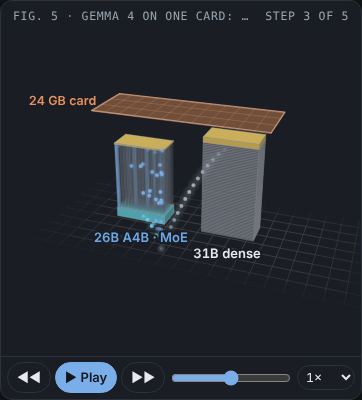 FIG. 5 · GEMMA 4 ON ONE CARD: … STEP 3 OF 5
24 GB card
26B A4B · MoE
31B dense
◀◀ ▶ Play ▶▶ 1×